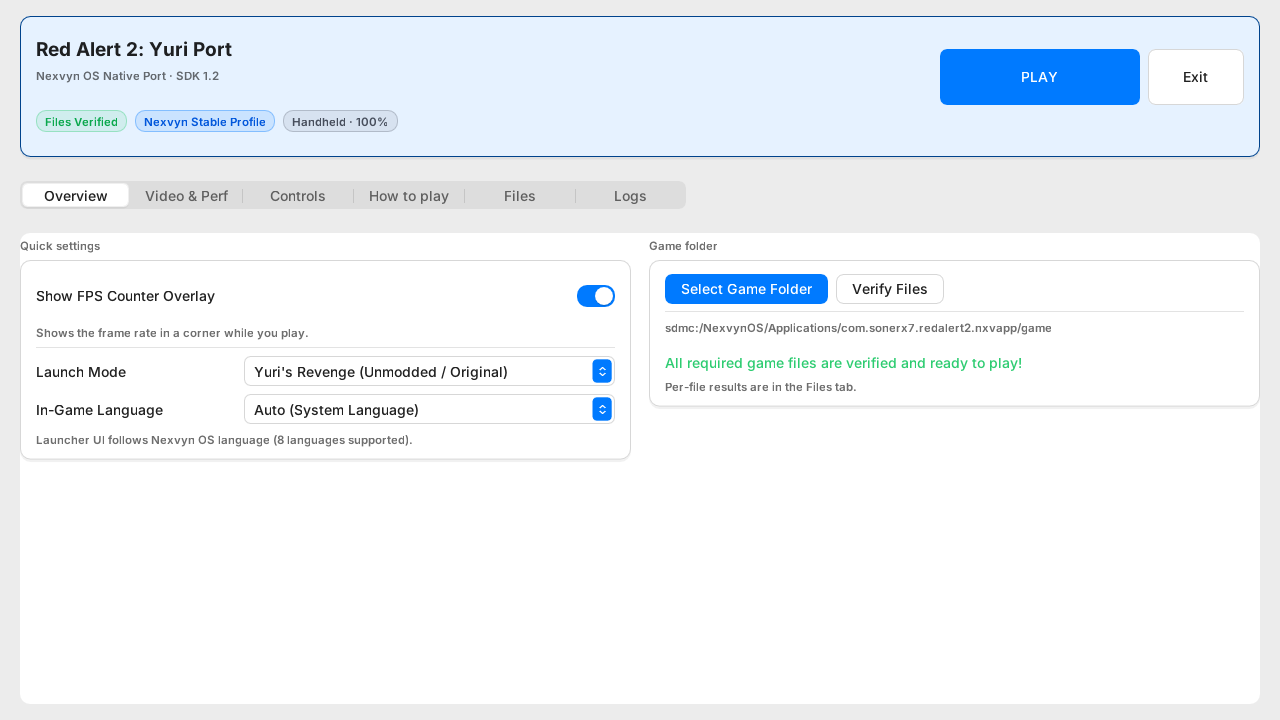 Red Alert 2: Yuri Port
Nexvyn OS Native Port · SDK 1.2
Files Verified
Nexvyn Stable Profile
Handheld · 100%
PLAY
Exit
Overview
Video & Perf
Controls
How to play
Files
Logs
Quick settings
Show FPS Counter Overlay
Shows the frame rate in a corner while you play.
Launch Mode
Yuri's Revenge (Unmodded / Original)
In-Game Language
Auto (System Language)
Launcher UI follows Nexvyn OS language (8 languages supported).
Game folder
Select Game Folder
Verify Files
sdmc:/NexvynOS/Applications/com.sonerx7.redalert2.nxvapp/game
All required game files are verified and ready to play!
Per-file results are in the Files tab.